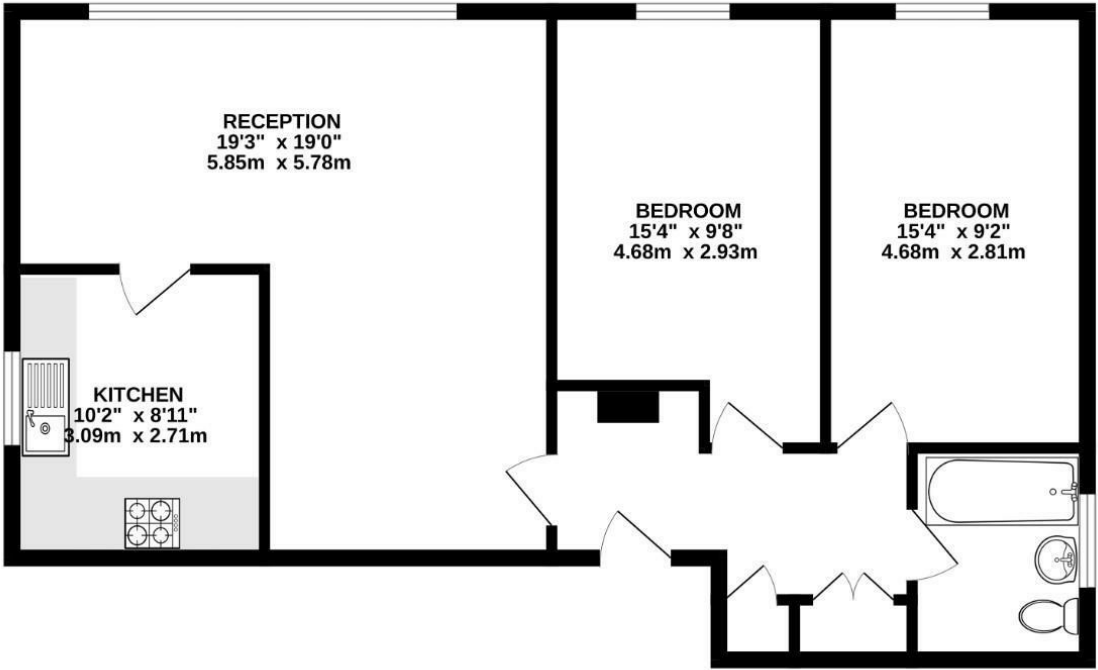 RECEPTION
19'3" x 19'0"
5.85m x 5.78m
BEDROOM
15'4" x 9'8"
4.68m x 2.93m
BEDROOM
15'4" x 9'2"
4.68m x 2.81m
KITCHEN
10'2" x 8'11"
3.09m x 2.71m